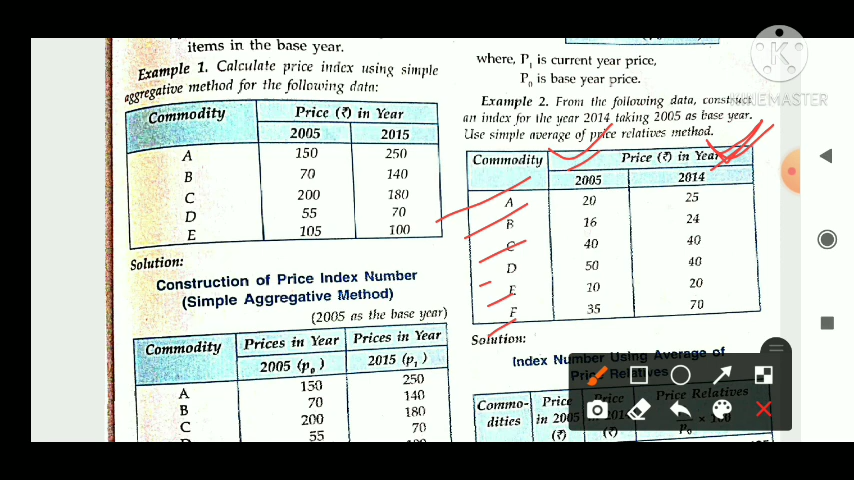 items in the base year.
Example 1. Calculate price index using simple
aggregative method for the following data:
Commodity Price (₹) in Year
2005 2015
A 150 250
B 70 140
C 200 180
D 55 70
E 105 100
Solution:
Construction of Price Index Number
(Simple Aggregative Method)
(2005 as the base year)
Commodity Prices in Year Prices in Year
2005 (p₀) 2015 (p₁)
A 150 250
B 70 140
C 200 180
55 70
where, P₁ is current year price,
P₀ is base year price.
Example 2. From the following data, construct
an index for the year 2014 taking 2005 as base year.
Use simple average of price relatives method.
Commodity Price (₹) in Year
2005 2014
A 20 25
B 16 24
C 40 40
D 50 40
E 20
F 35 70
Solution:
Index Number Using Average of
Price Relatives
Commo- Price Price Price Relatives
dities in 2005 × 100
(₹) (₹) p₀
K
KINEMASTER